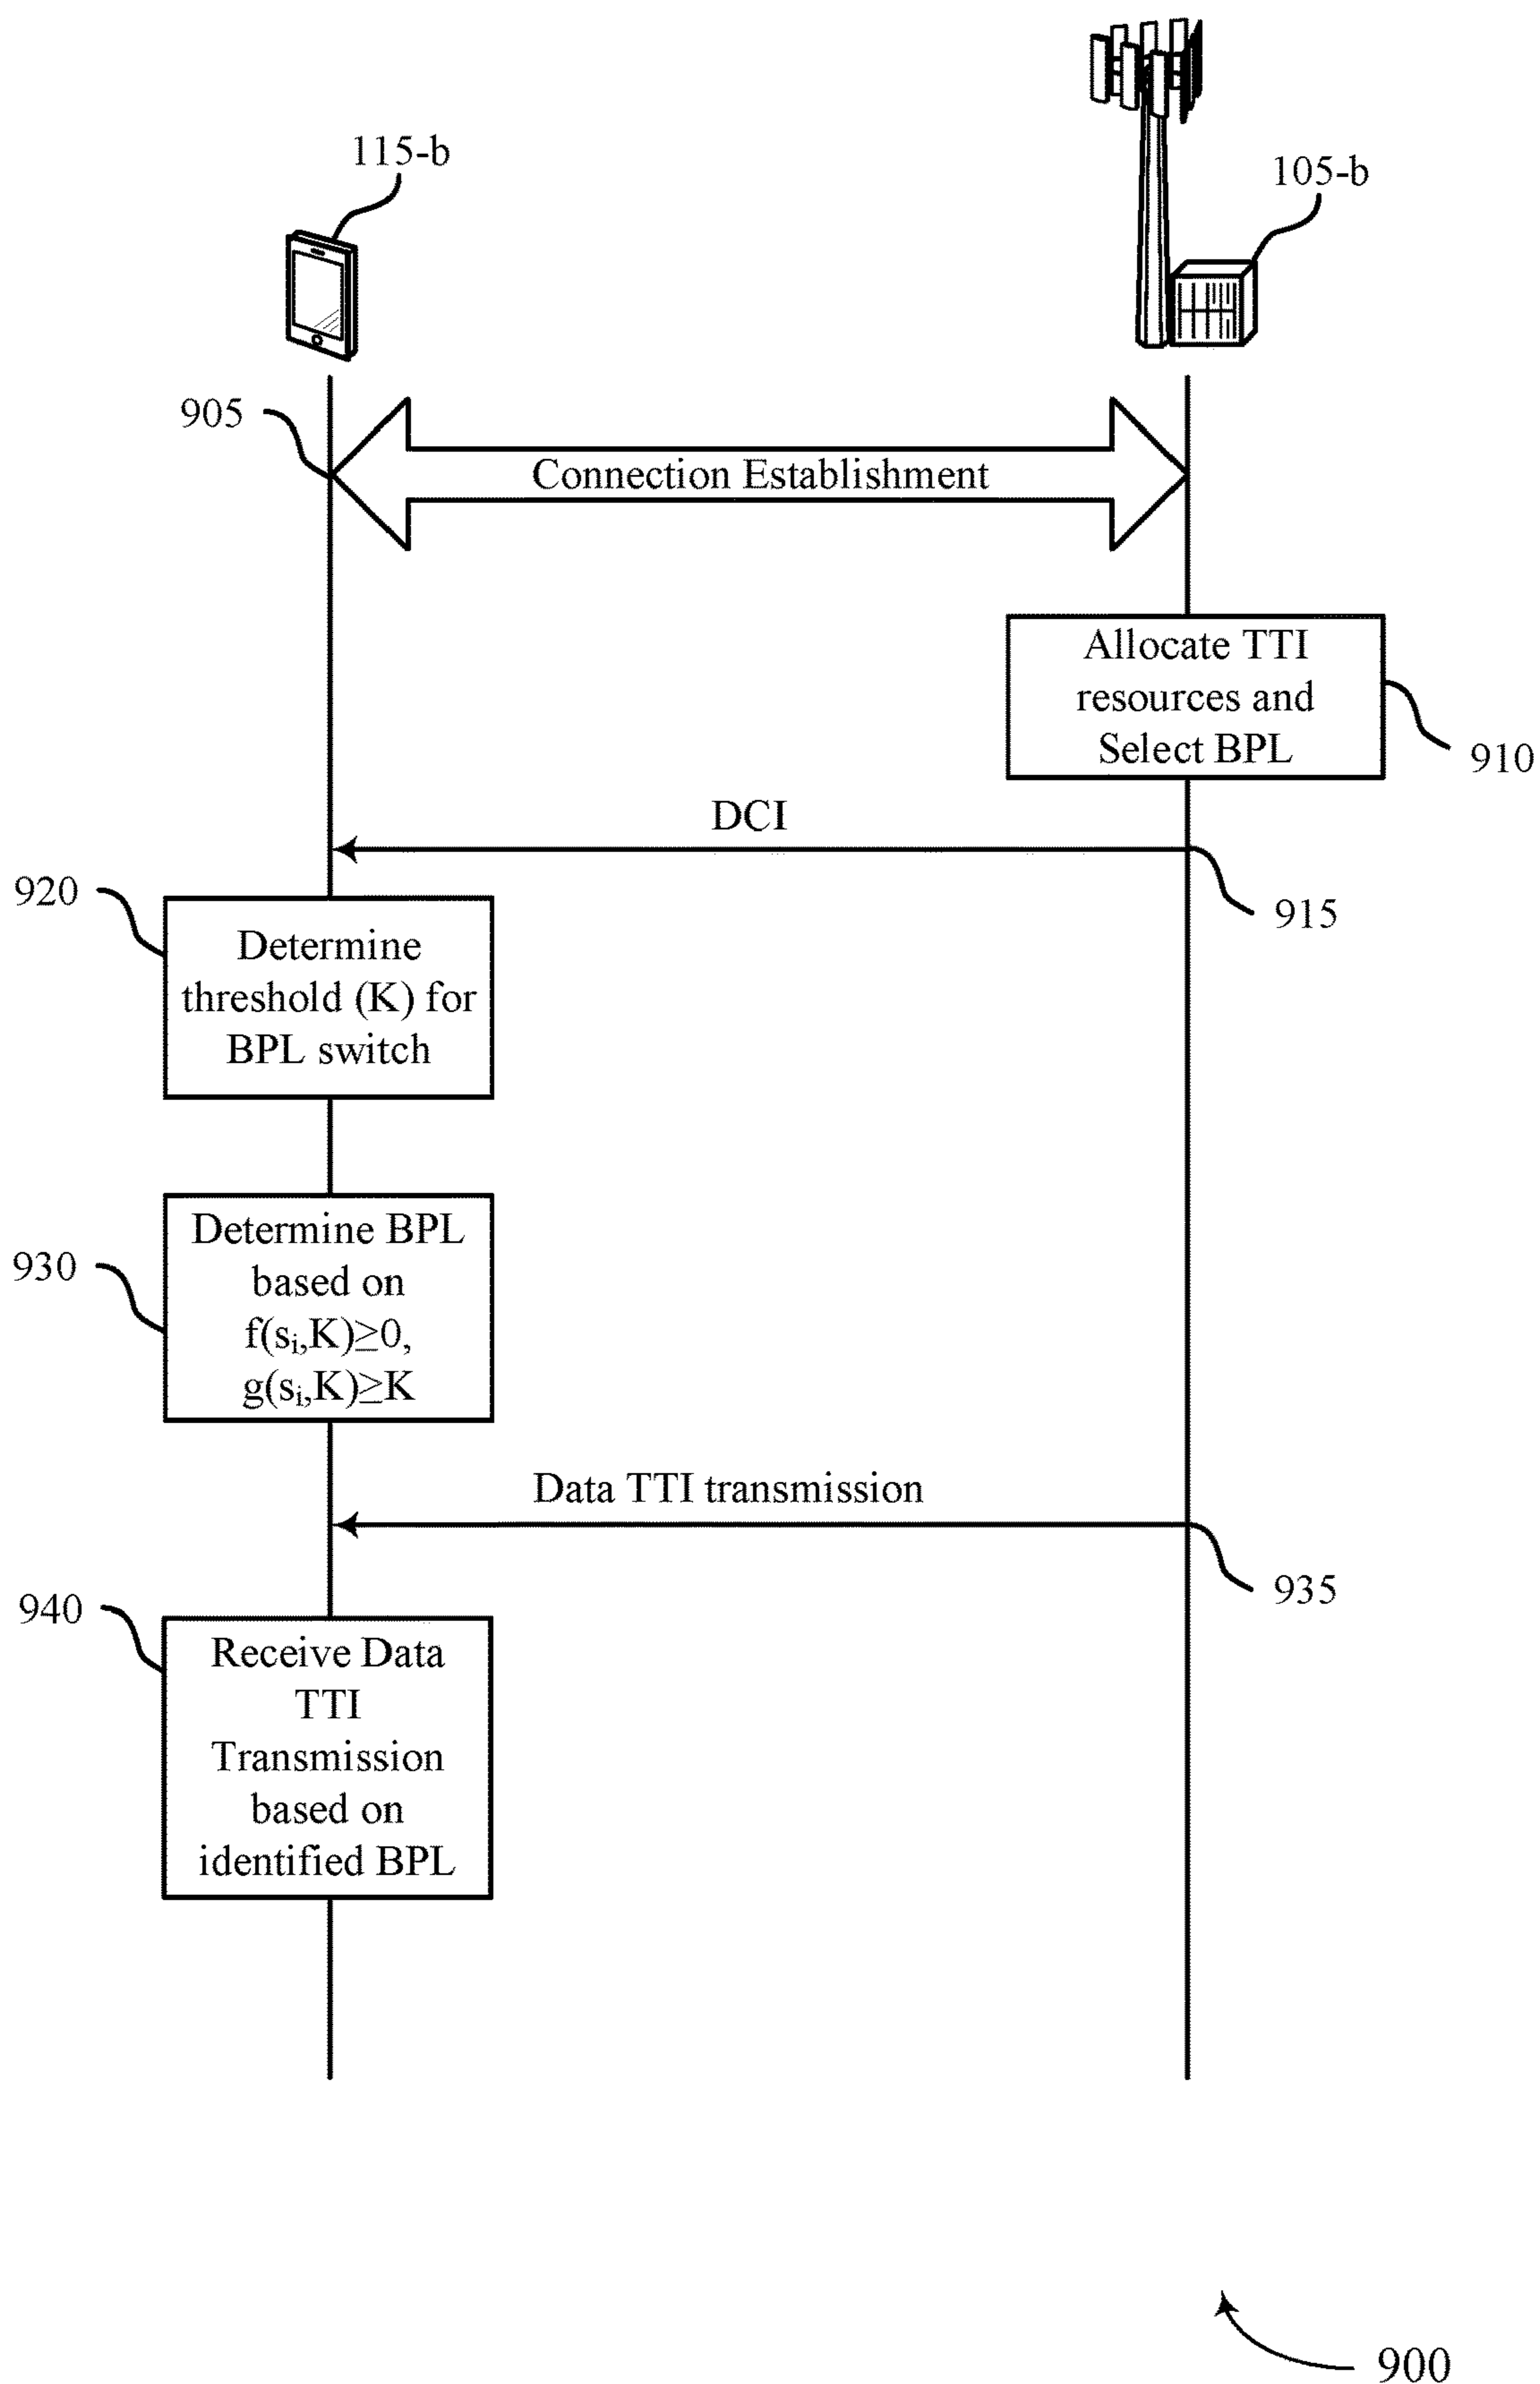 115-b
105-b
905
Connection Establishment
Allocate TTI
resources and
Select BPL
910
DCI
915
920
Determine
threshold (K) for
BPL switch
930
Determine BPL
based on
f(sᵢ,K)≥0,
g(sᵢ,K)≥K
Data TTI transmission
935
940
Receive Data
TTI
Transmission
based on
identified BPL
900